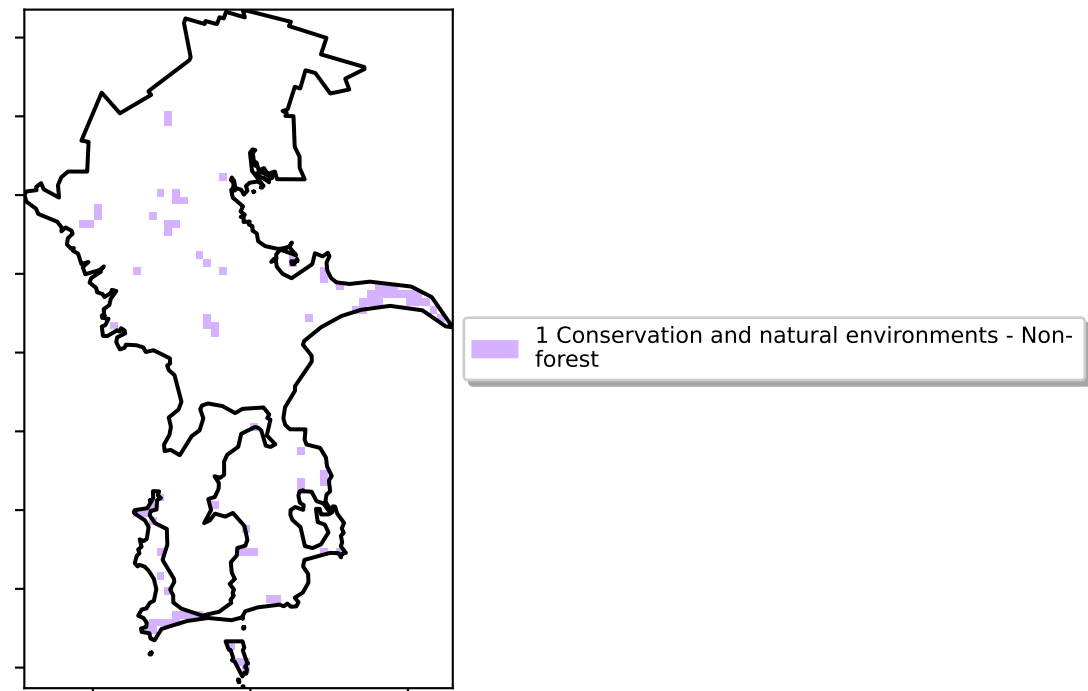 1 Conservation and natural environments - Non-
forest